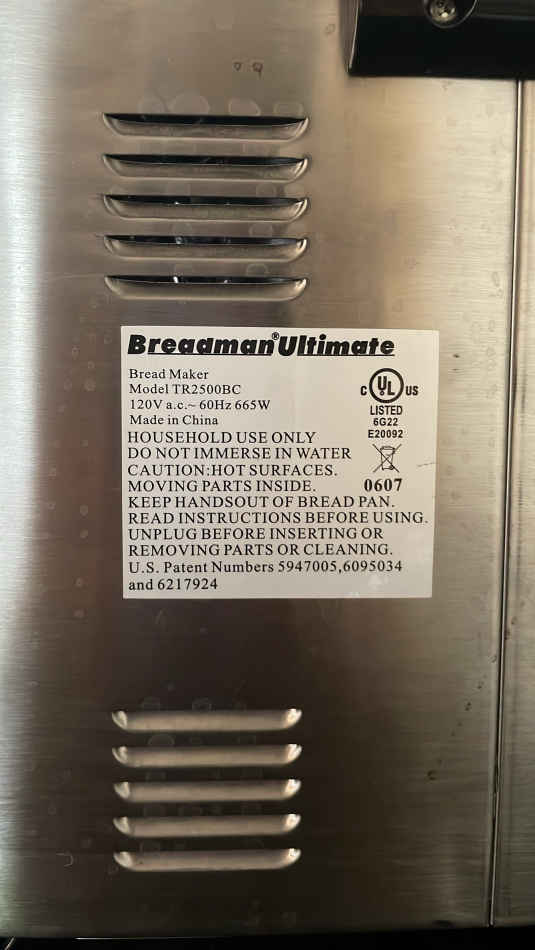 Breadman® Ultimate
Bread Maker
Model TR2500BC
120V a.c.~ 60Hz 665W
Made in China
HOUSEHOLD USE ONLY
DO NOT IMMERSE IN WATER
CAUTION:HOT SURFACES.
MOVING PARTS INSIDE.
KEEP HANDSOUT OF BREAD PAN.
READ INSTRUCTIONS BEFORE USING.
UNPLUG BEFORE INSERTING OR
REMOVING PARTS OR CLEANING.
U.S. Patent Numbers 5947005,6095034
and 6217924
C UL US
LISTED
6G22
E20092
0607